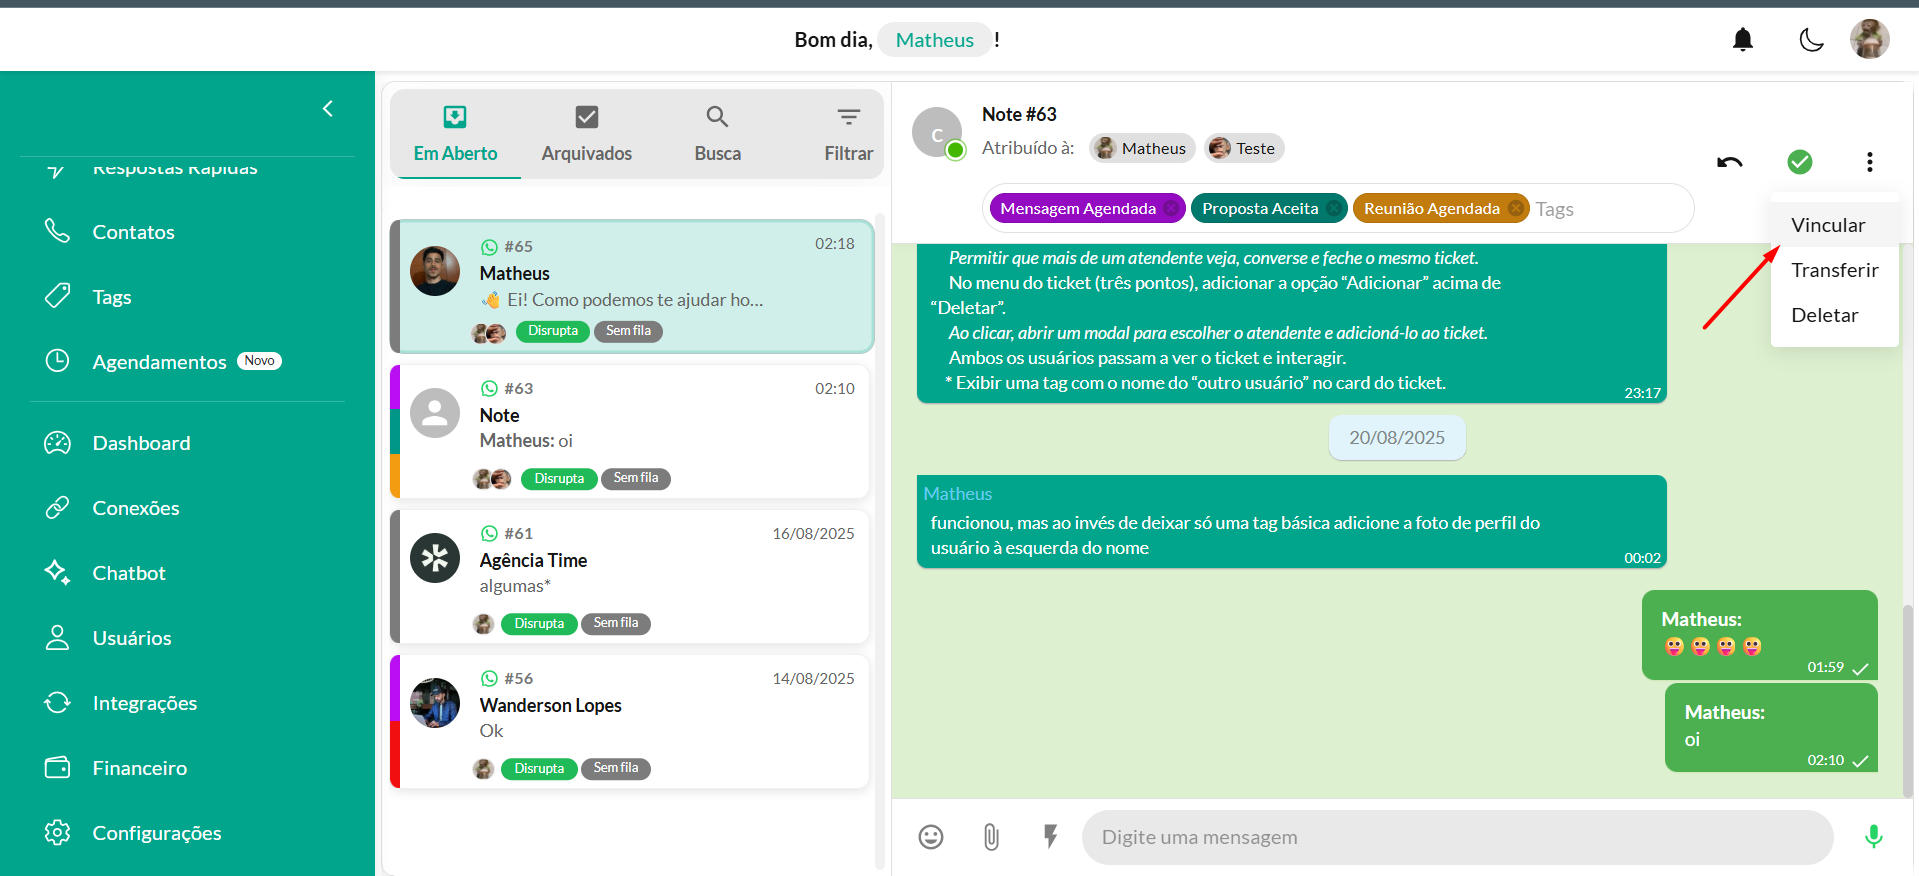 Bom dia, Matheus !
Respostas Rápidas
Contatos
Tags
Agendamentos Novo
Dashboard
Conexões
Chatbot
Usuários
Integrações
Financeiro
Configurações
Em Aberto Arquivados Busca Filtrar
#65 02:18
Matheus
Ei! Como podemos te ajudar ho...
Disrupta Sem fila
#63 02:10
Note
Matheus: oi
Disrupta Sem fila
#61 16/08/2025
Agência Time
algumas*
Disrupta Sem fila
#56 14/08/2025
Wanderson Lopes
Ok
Disrupta Sem fila
C
Note #63
Atribuído à: Matheus Teste
Mensagem Agendada Proposta Aceita Reunião Agendada Tags
Vincular
Transferir
Deletar
Permitir que mais de um atendente veja, converse e feche o mesmo ticket.
No menu do ticket (três pontos), adicionar a opção “Adicionar” acima de
“Deletar”.
Ao clicar, abrir um modal para escolher o atendente e adicioná-lo ao ticket.
Ambos os usuários passam a ver o ticket e interagir.
* Exibir uma tag com o nome do “outro usuário” no card do ticket.
23:17
20/08/2025
Matheus
funcionou, mas ao invés de deixar só uma tag básica adicione a foto de perfil do
usuário à esquerda do nome
00:02
Matheus:
01:59
Matheus:
oi
02:10
Digite uma mensagem